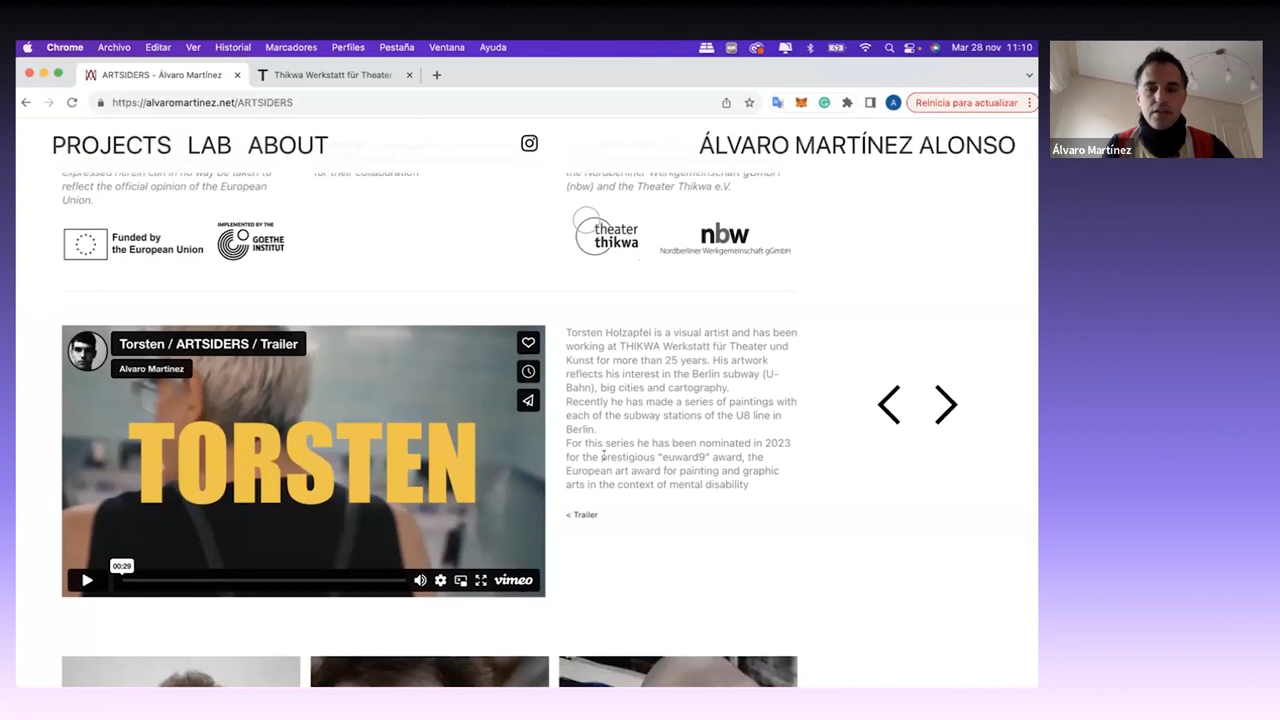 Chrome Archivo Editar Ver Historial Marcadores Perfiles Pestaña Ventana Ayuda Mar 28 nov 11:10
ARTSIDERS - Álvaro Martínez
Thikwa Werkstatt für Theater
https://alvaromartinez.net/ARTSIDERS
A
Reinicia para actualizar
Álvaro Martínez
PROJECTS LAB ABOUT
ÁLVARO MARTÍNEZ ALONSO
expressed herein can in no way be taken to
reflect the official opinion of the European
Union.
for their collaboration
the Nordberliner Werkgemeinschaft gGmbH
(nbw) and the Theater Thikwa e.V.
Funded by
the European Union
IMPLEMENTED BY THE
GOETHE
INSTITUT
theater
thikwa
nbw
Nordberliner Werkgemeinschaft gGmbH
Torsten / ARTSIDERS / Trailer
Alvaro Martínez
TORSTEN
00:29
vimeo
Torsten Holzapfel is a visual artist and has been
working at THIKWA Werkstatt für Theater und
Kunst for more than 25 years. His artwork
reflects his interest in the Berlin subway (U-
Bahn), big cities and cartography.
Recently he has made a series of paintings with
each of the subway stations of the U8 line in
Berlin.
For this series he has been nominated in 2023
for the prestigious "euward9" award, the
European art award for painting and graphic
arts in the context of mental disability
< Trailer